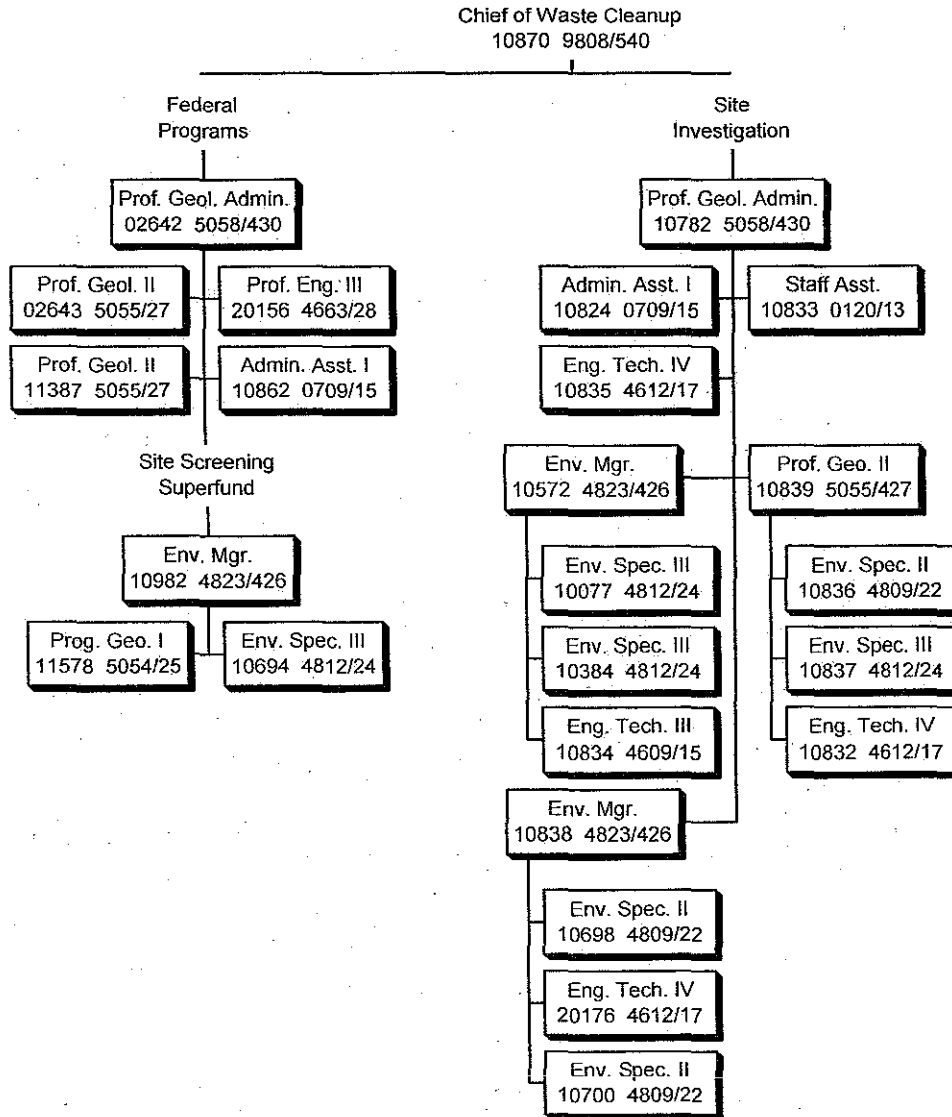 Chief of Waste Cleanup
10870 9808/540
Federal
Programs
Prof. Geol. Admin.
02642 5058/430
Prof. Geol. II
02643 5055/27
Prof. Eng. III
20156 4663/28
Prof. Geol. II
11387 5055/27
Admin. Asst. I
10862 0709/15
Site Screening
Superfund
Env. Mgr.
10982 4823/426
Prog. Geo. I
11578 5054/25
Env. Spec. III
10694 4812/24
Site
Investigation
Prof. Geol. Admin.
10782 5058/430
Admin. Asst. I
10824 0709/15
Staff Asst.
10833 0120/13
Eng. Tech. IV
10835 4612/17
Env. Mgr.
10572 4823/426
Prof. Geo. II
10839 5055/427
Env. Spec. III
10077 4812/24
Env. Spec. III
10384 4812/24
Eng. Tech. III
10834 4609/15
Env. Spec. II
10836 4809/22
Env. Spec. III
10837 4812/24
Eng. Tech. IV
10832 4612/17
Env. Mgr.
10838 4823/426
Env. Spec. II
10698 4809/22
Eng. Tech. IV
20176 4612/17
Env. Spec. II
10700 4809/22